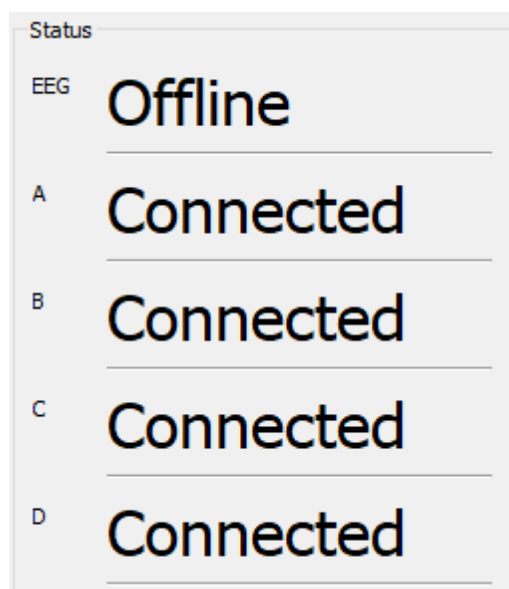 Status
EEG Offline
A Connected
B Connected
C Connected
D Connected